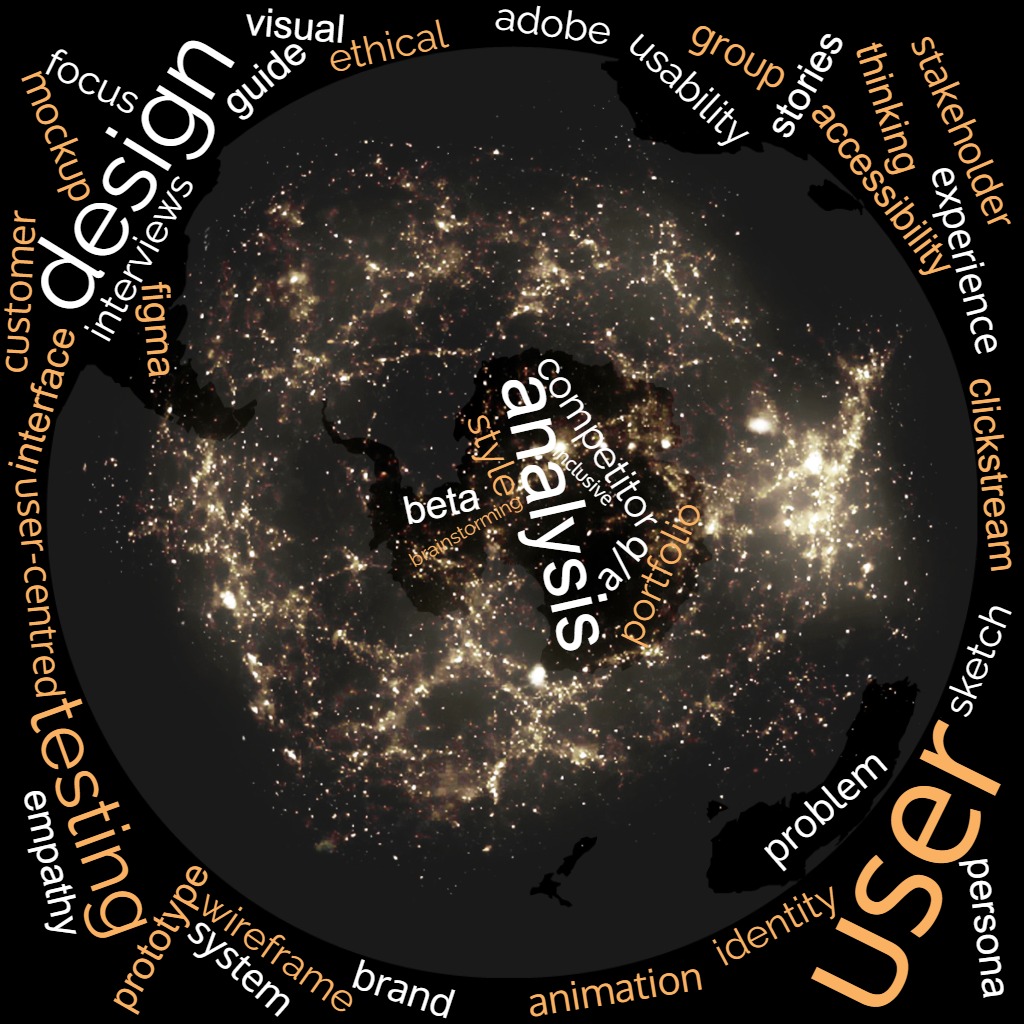 visual
adobe
ethical
group
usability
stories
guide
focus
design
mockup
thinking
stakeholder
accessibility
experience
interviews
customer
figma
interface
user-centred
clickstream
competitor
analysis
style
inclusive
beta
brainstorming
a/b
portfolio
sketch
testing
user
problem
empathy
persona
prototype
wireframe
system
brand
identity
animation